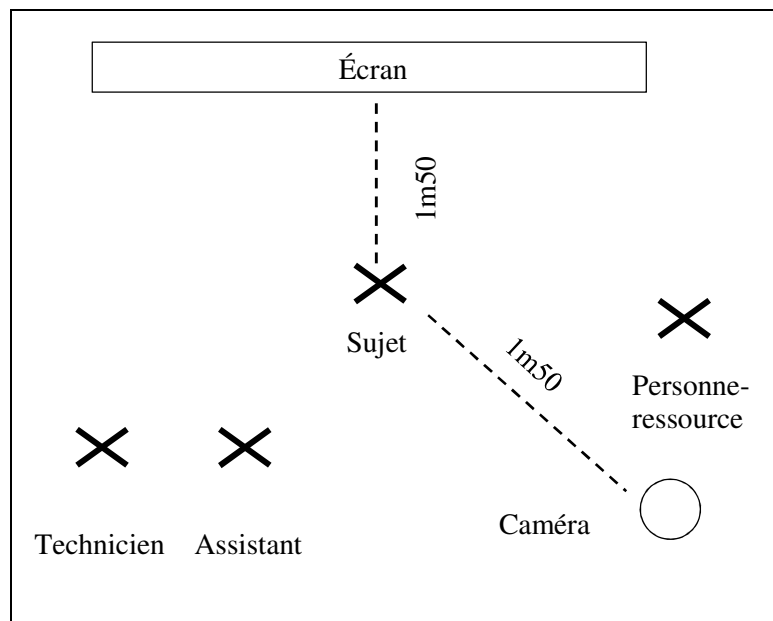 Écran
1m50
Sujet
1m50
Personne-
ressource
Caméra
Technicien
Assistant